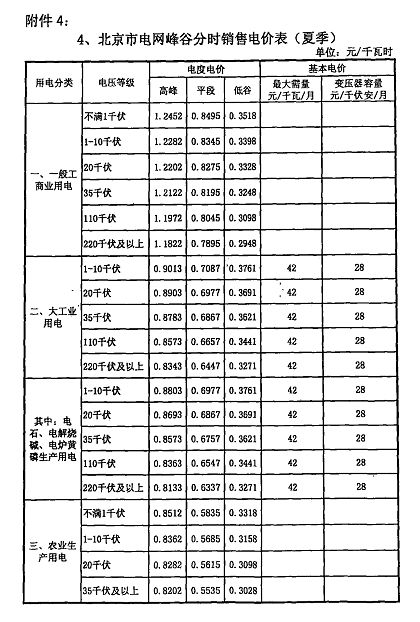 附件4:
4、北京市电网峰谷分时销售电价表（夏季）
单位：元/千瓦时
用电分类 电压等级 电度电价 基本电价
高峰 平段 低谷 最大需量 元/千瓦/月 变压器容量 元/千伏安/月
一、一般工商业用电
不满1千伏 1.2452 0.8495 0.3518
1-10千伏 1.2282 0.8345 0.3398
20千伏 1.2202 0.8275 0.3328
35千伏 1.2122 0.8195 0.3248
110千伏 1.1972 0.8045 0.3098
220千伏及以上 1.1822 0.7895 0.2948
二、大工业用电
1-10千伏 0.9013 0.7087 0.3761 42 28
20千伏 0.8903 0.6977 0.3691 42 28
35千伏 0.8783 0.6867 0.3621 42 28
110千伏 0.8573 0.6657 0.3441 42 28
220千伏及以上 0.8343 0.6447 0.3271 42 28
其中：电石、电解烧碱、电炉黄磷生产用电
1-10千伏 0.8803 0.6977 0.3761 42 28
20千伏 0.8693 0.6867 0.3691 42 28
35千伏 0.8573 0.6757 0.3621 42 28
110千伏 0.8363 0.6547 0.3441 42 28
220千伏及以上 0.8133 0.6337 0.3271 42 28
三、农业生产用电
不满1千伏 0.8512 0.5835 0.3318
1-10千伏 0.8362 0.5685 0.3158
20千伏 0.8282 0.5615 0.3098
35千伏及以上 0.8202 0.5535 0.3028